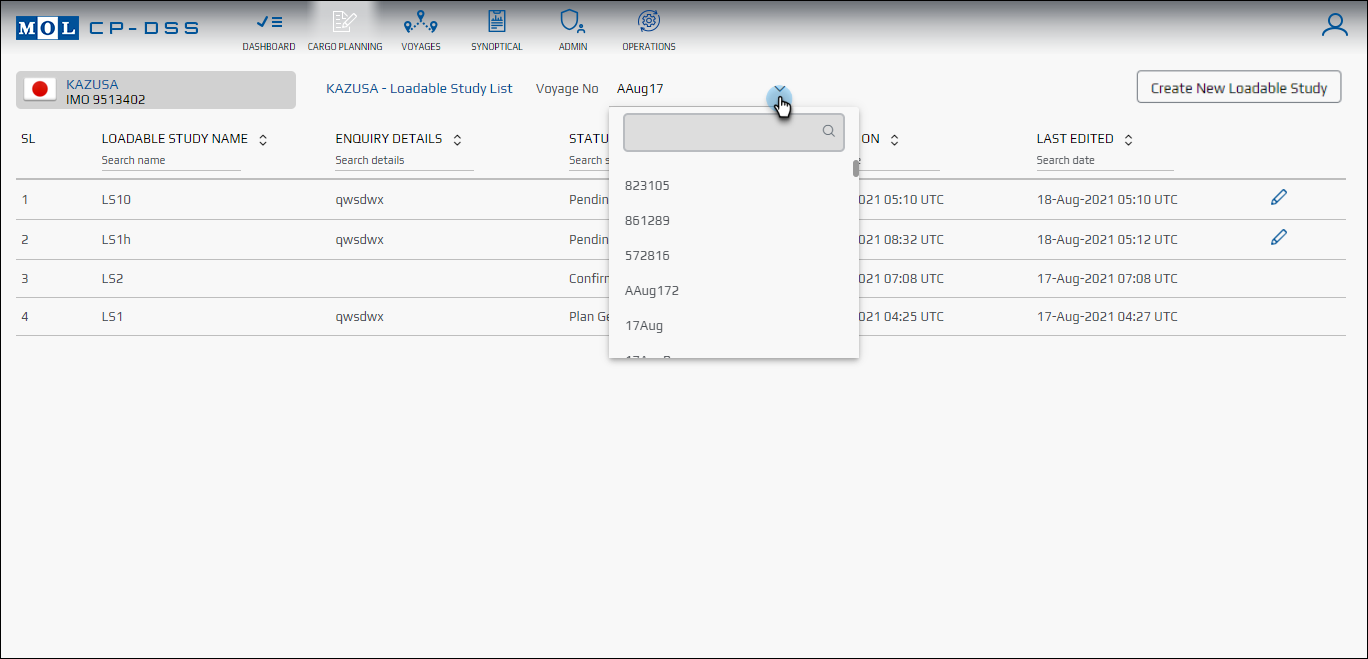 MOL CP-DSS
DASHBOARD CARGO PLANNING VOYAGES SYNOPTICAL ADMIN OPERATIONS
KAZUSA
IMO 9513402
KAZUSA - Loadable Study List Voyage No AAug17 Create New Loadable Study
SL LOADABLE STUDY NAME ENQUIRY DETAILS STATU ON LAST EDITED
Search name Search details Search s Search date
1 LS10 qwsdwx Pendin 021 05:10 UTC 18-Aug-2021 05:10 UTC
2 LS1h qwsdwx Pendin 021 08:32 UTC 18-Aug-2021 05:12 UTC
3 LS2 Confirm 021 07:08 UTC 17-Aug-2021 07:08 UTC
4 LS1 qwsdwx Plan Ge 021 04:25 UTC 17-Aug-2021 04:27 UTC
823105
861289
572816
AAug172
17Aug